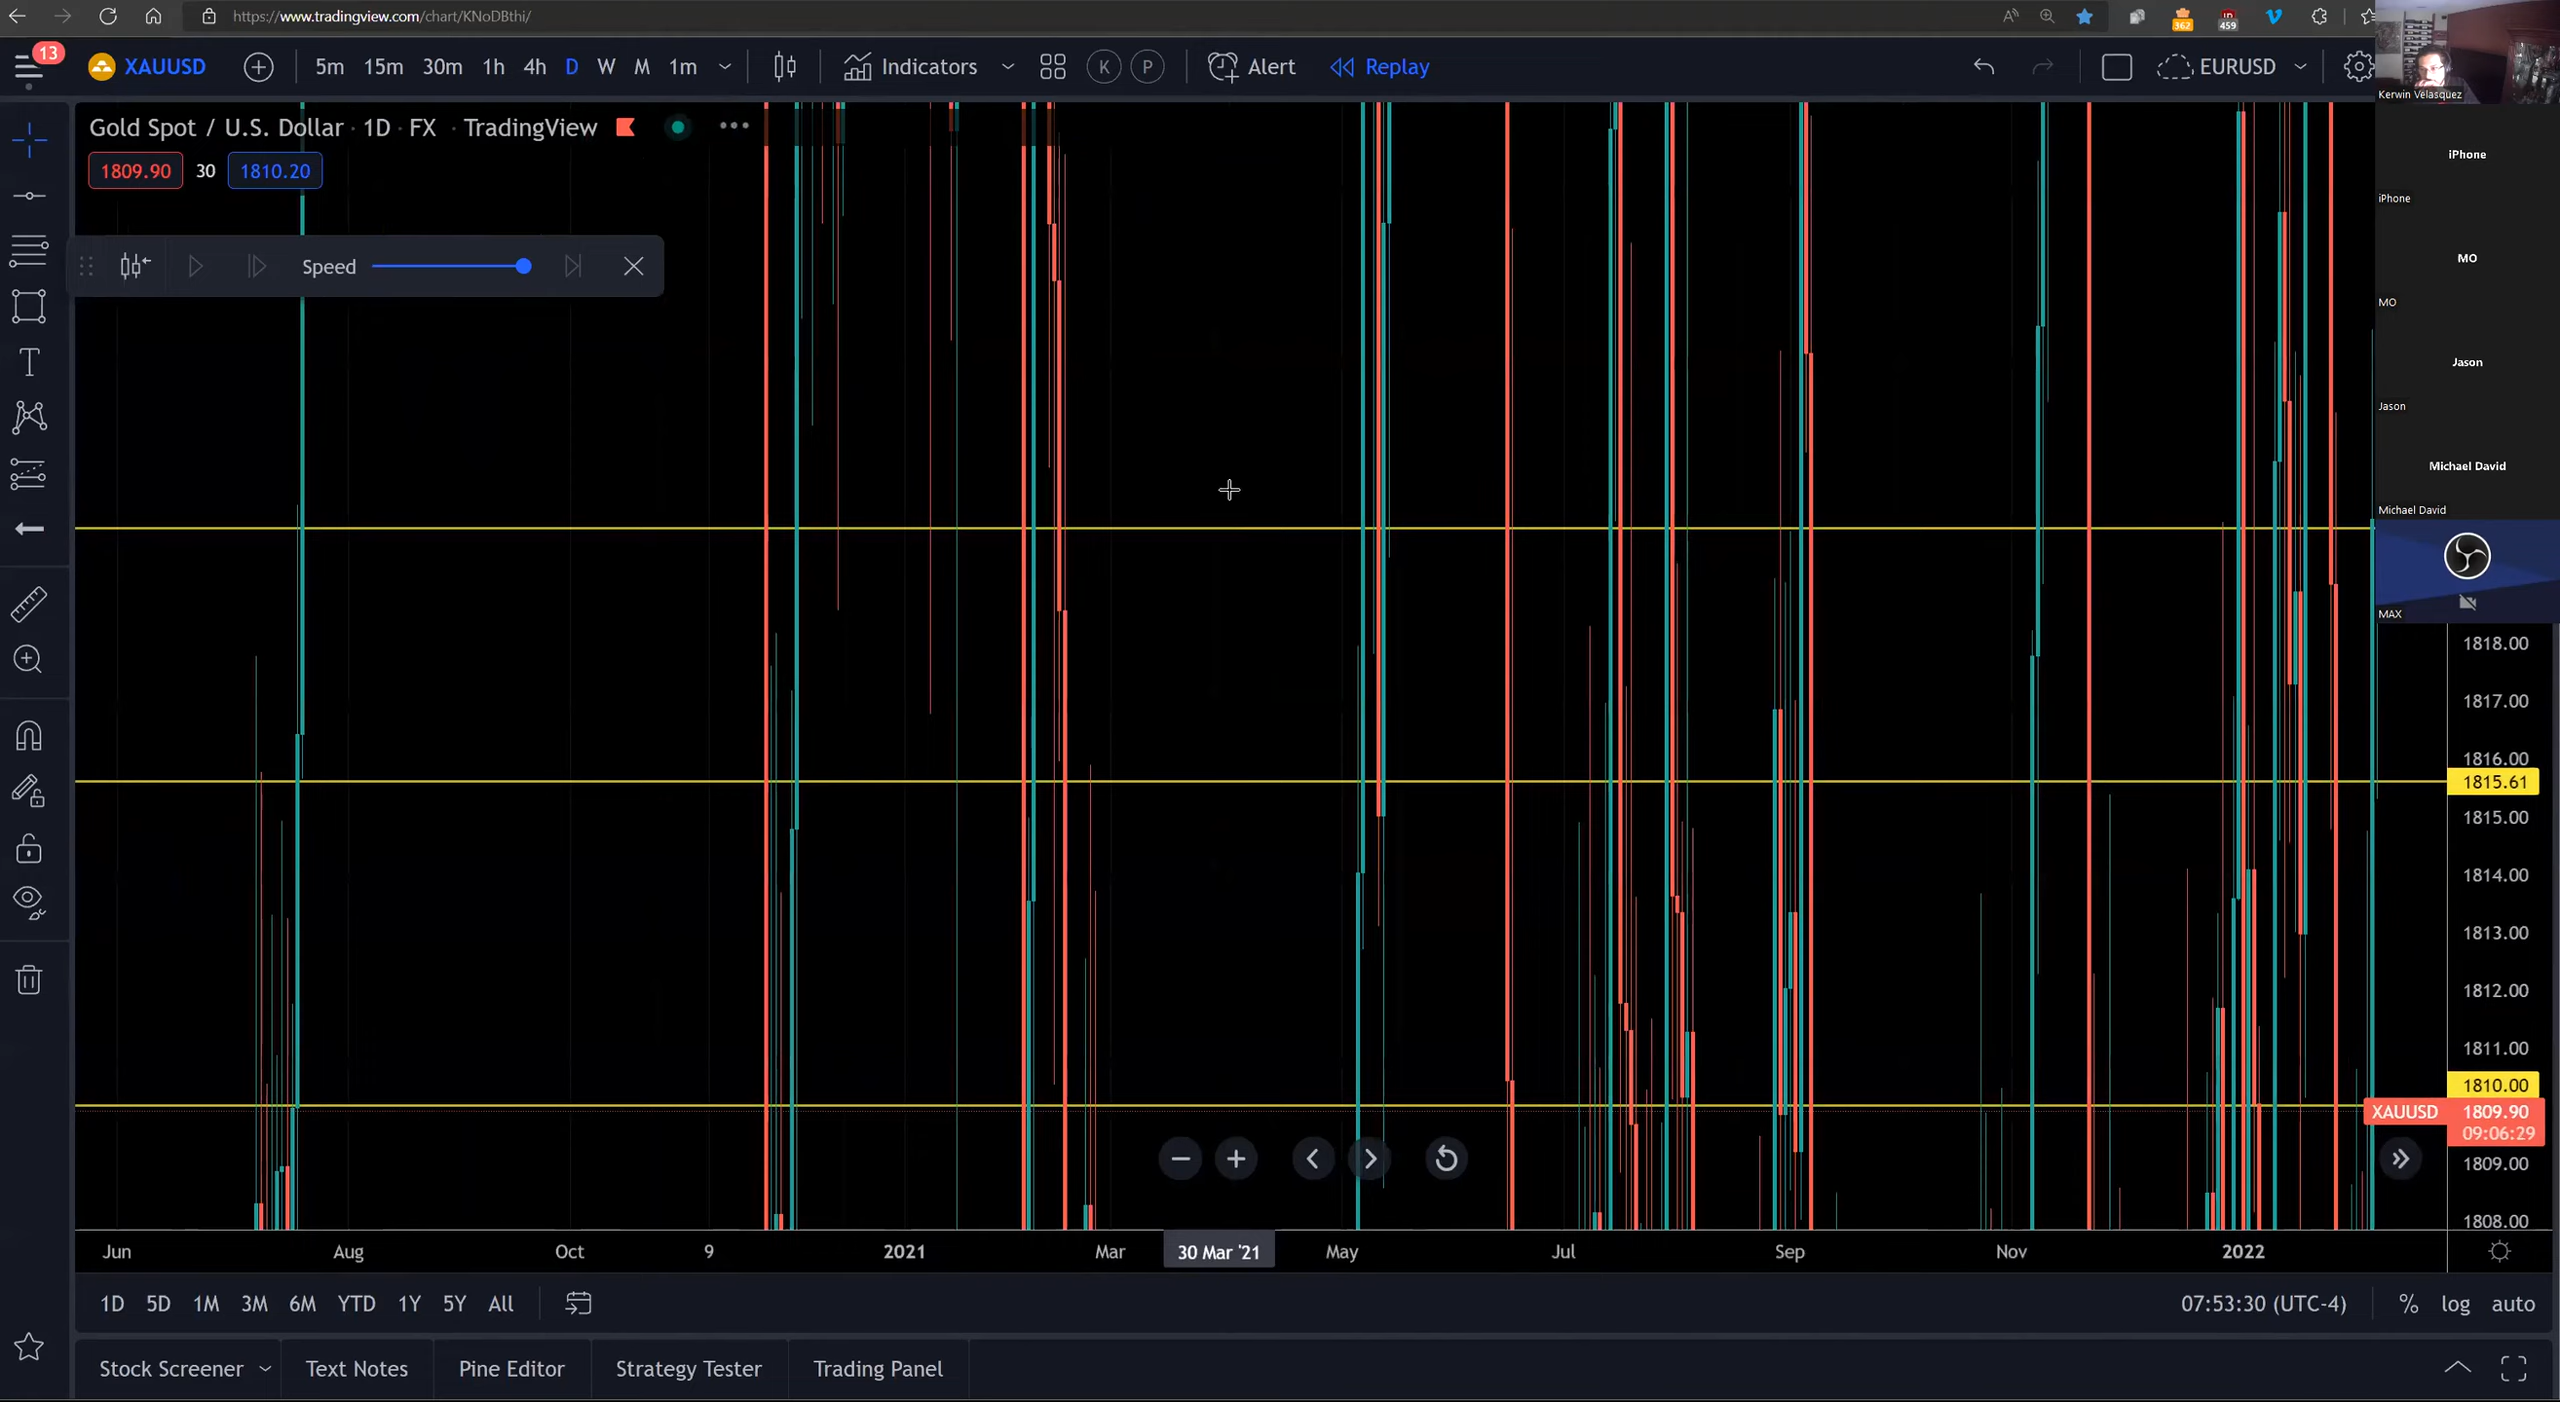 https://www.tradingview.com/chart/KNoDBthi/
362
459
13
XAUUSD
5m 15m 30m 1h 4h D W M 1m
Indicators
K P
Alert
Replay
EURUSD
Kerwin Velasquez
Gold Spot / U.S. Dollar · 1D · FX · TradingView
1809.90 30 1810.20
Speed
iPhone
iPhone
MO
MO
Jason
Jason
Michael David
Michael David
MAX
1818.00
1817.00
1816.00
1815.61
1815.00
1814.00
1813.00
1812.00
1811.00
1810.00
XAUUSD 1809.90
09:06:29
1809.00
1808.00
Jun Aug Oct 9 2021 Mar 30 Mar '21 May Jul Sep Nov 2022
1D 5D 1M 3M 6M YTD 1Y 5Y All
07:53:30 (UTC-4) % log auto
Stock Screener Text Notes Pine Editor Strategy Tester Trading Panel